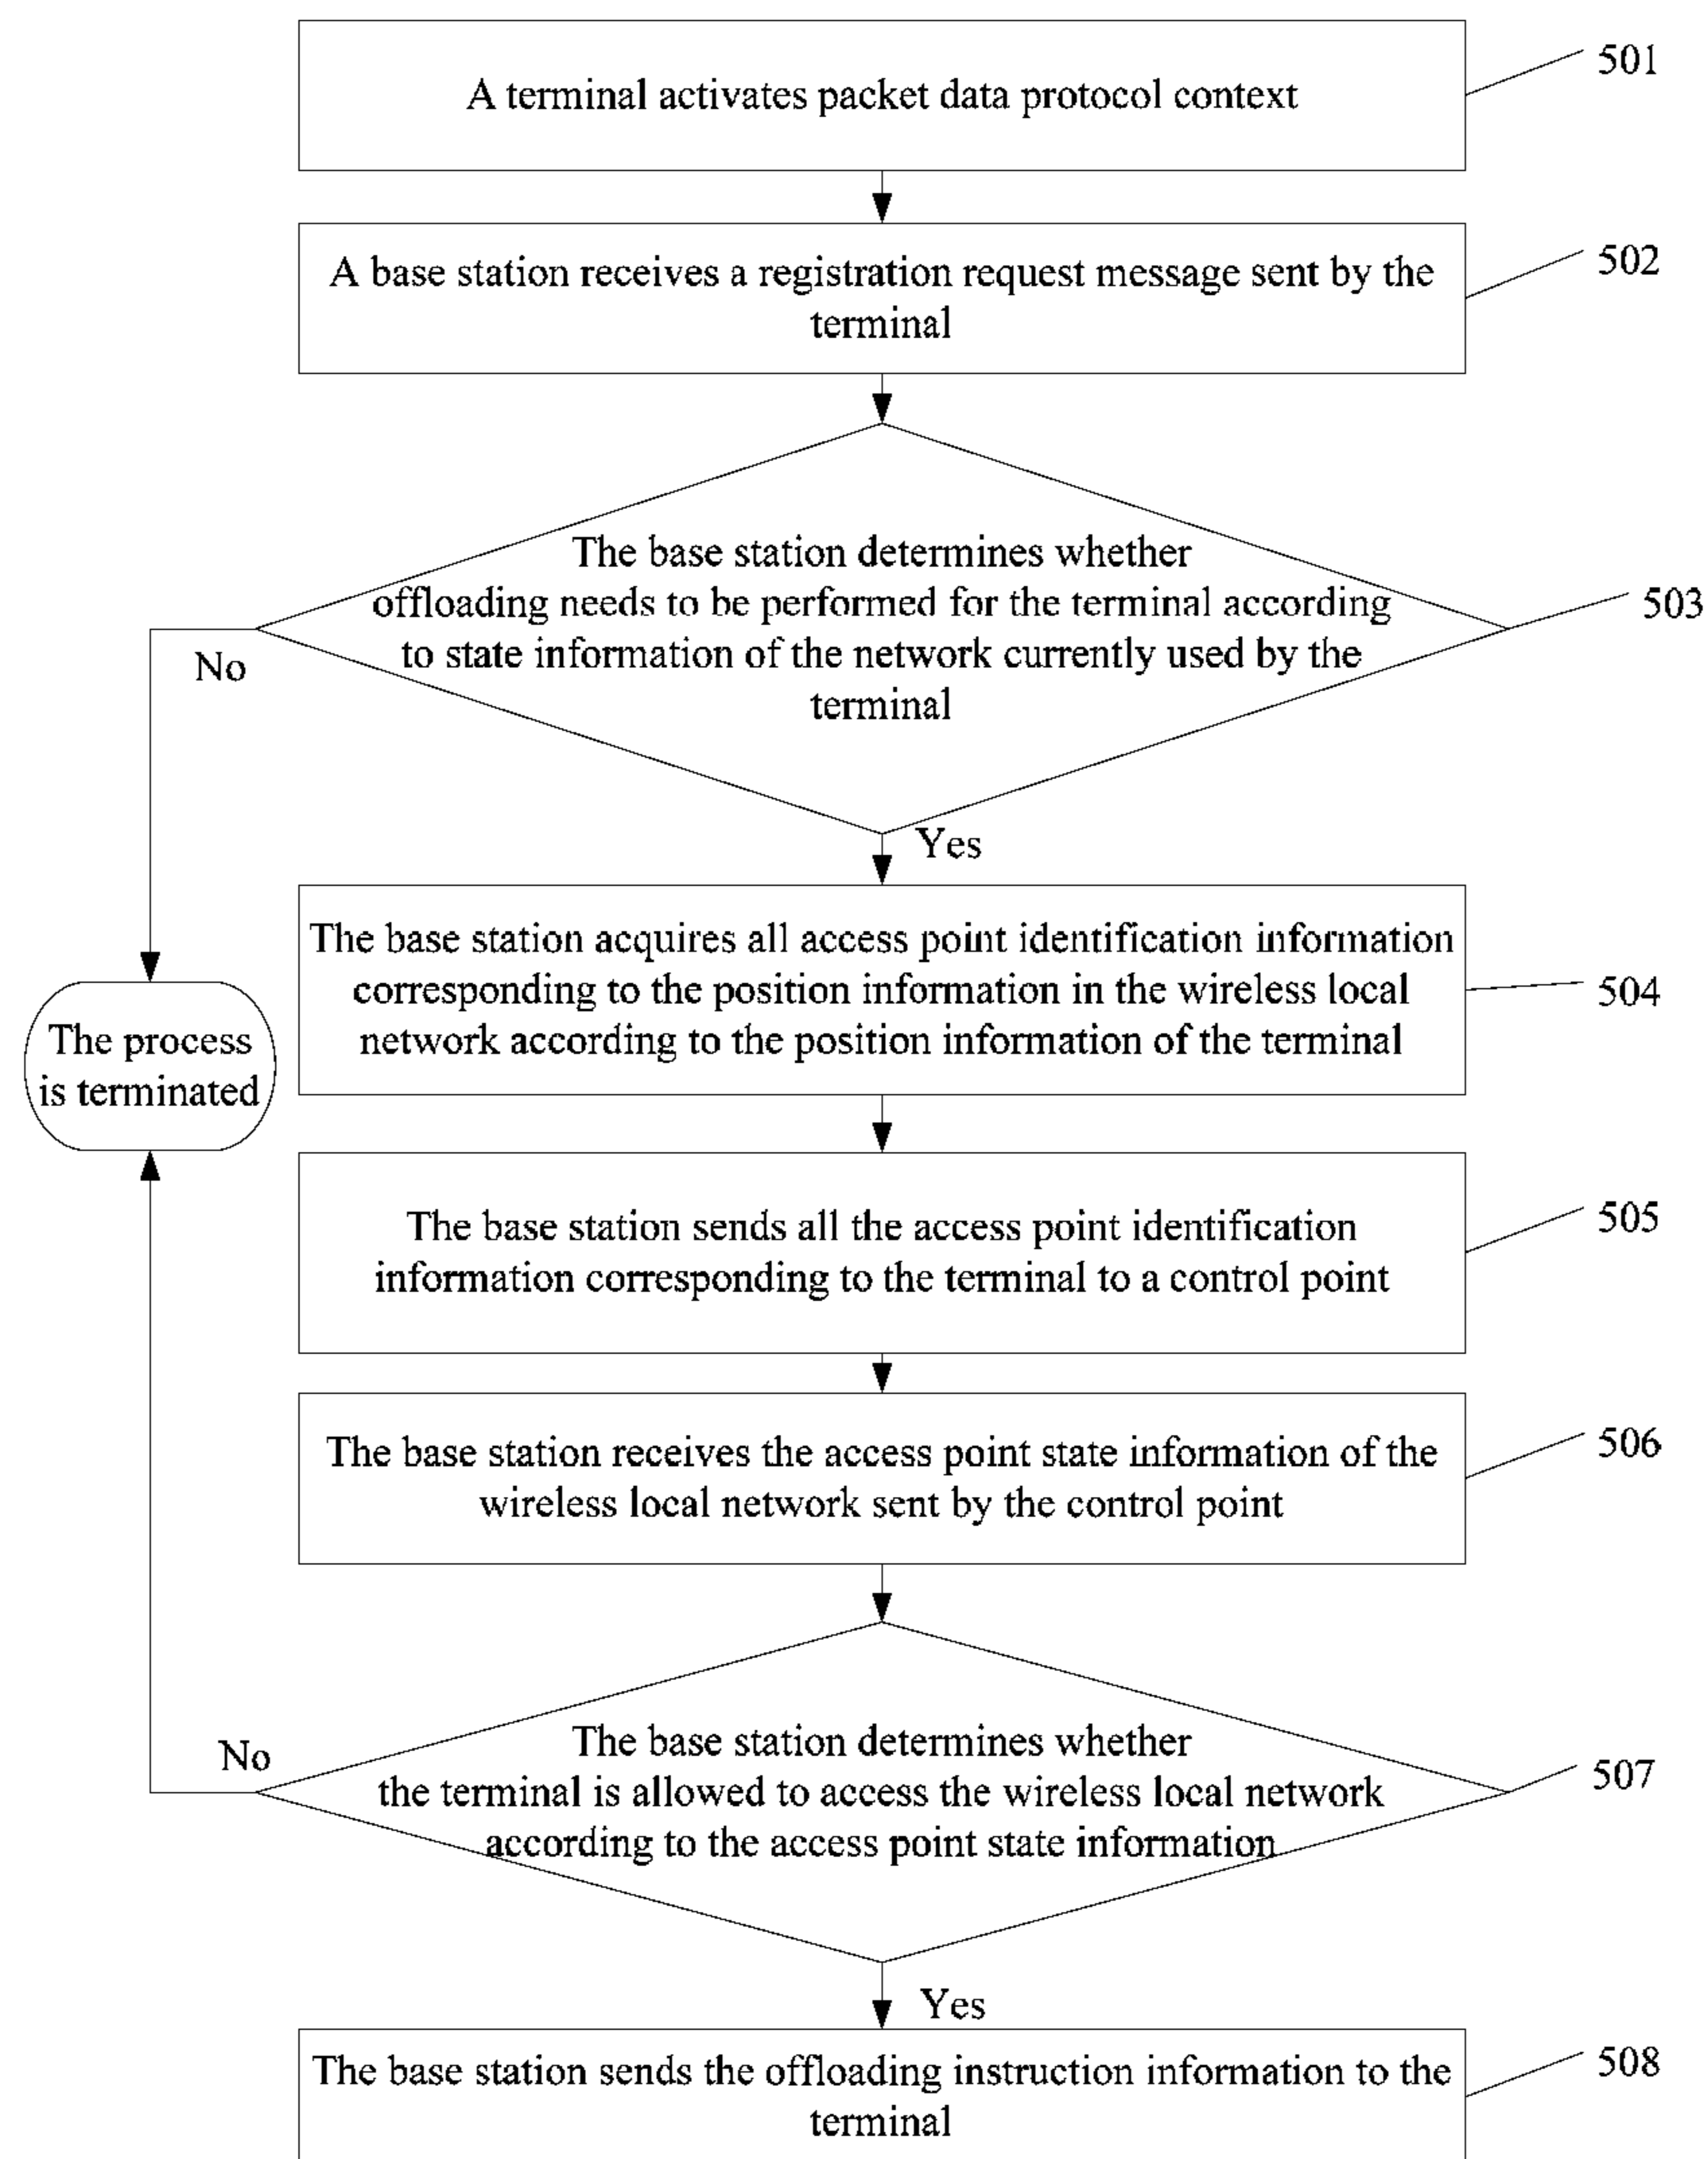 A terminal activates packet data protocol context
501
A base station receives a registration request message sent by the
terminal
502
The base station determines whether
offloading needs to be performed for the terminal according
to state information of the network currently used by the
terminal
503
No
Yes
The base station acquires all access point identification information
corresponding to the position information in the wireless local
network according to the position information of the terminal
504
The process
is terminated
The base station sends all the access point identification
information corresponding to the terminal to a control point
505
The base station receives the access point state information of the
wireless local network sent by the control point
506
The base station determines whether
the terminal is allowed to access the wireless local network
according to the access point state information
507
No
Yes
The base station sends the offloading instruction information to the
terminal
508